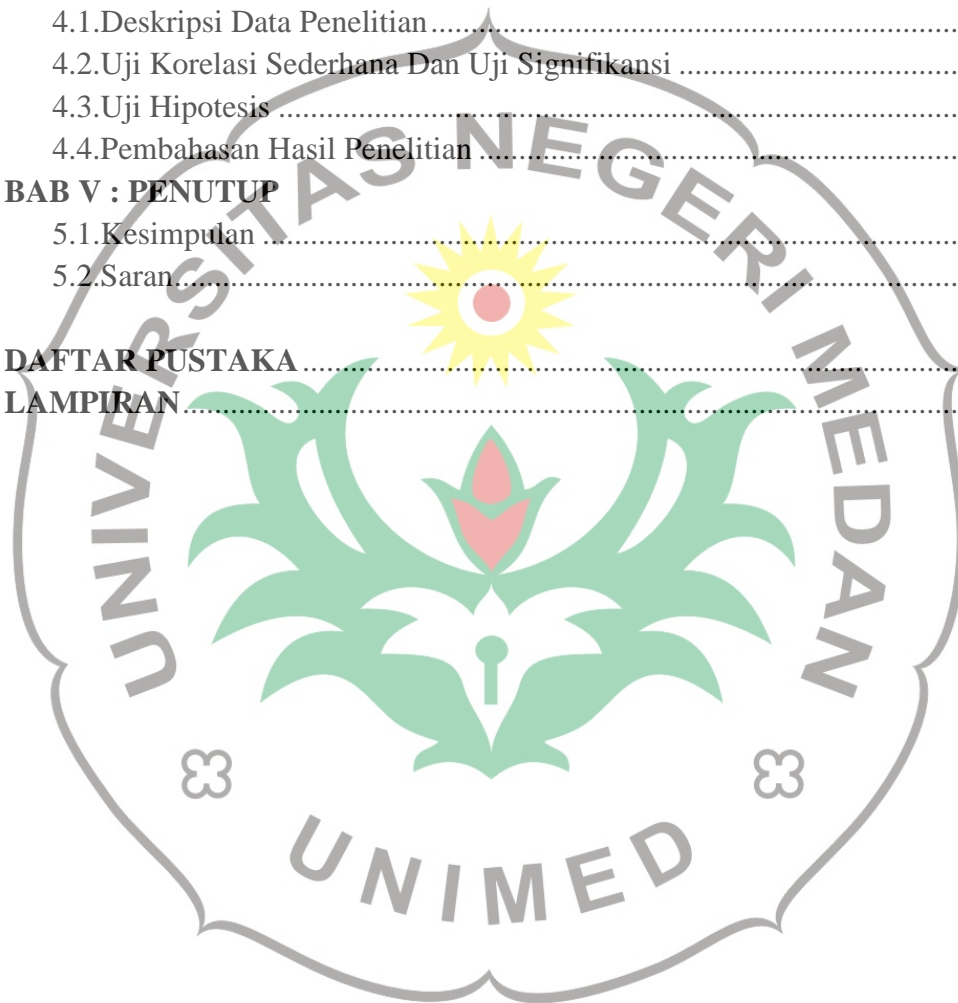 4.1.Deskripsi Data Penelitian................................................................
4.2.Uji Korelasi Sederhana Dan Uji Signifikansi ................................
4.3.Uji Hipotesis ................................................................................
4.4.Pembahasan Hasil Penelitian ........................................................
BAB V : PENUTUP
5.1.Kesimpulan ..................................................................................
5.2.Saran............................................................................................
DAFTAR PUSTAKA ............................................................................
LAMPIRAN..........................................................................................
UNIVERSITAS NEGERI MEDAN
UNIMED